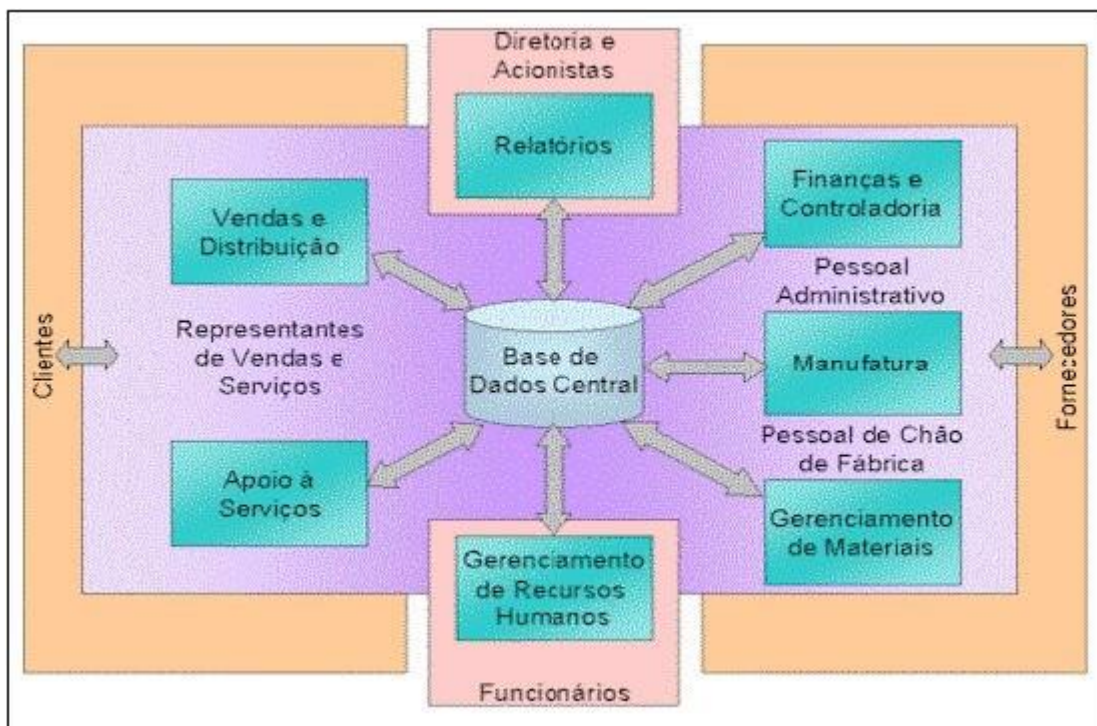 Diretoria e
Acionistas
Relatórios
Finanças e
Controladoria
Vendas e
Distribuição
Pessoal
Administrativo
Clientes
Representantes
de Vendas e
Serviços
Base de
Dados Central
Manufatura
Fornecedores
Pessoal de Chão
de Fábrica
Apoio à
Serviços
Gerenciamento
de Materiais
Gerenciamento
de Recursos
Humanos
Funcionários